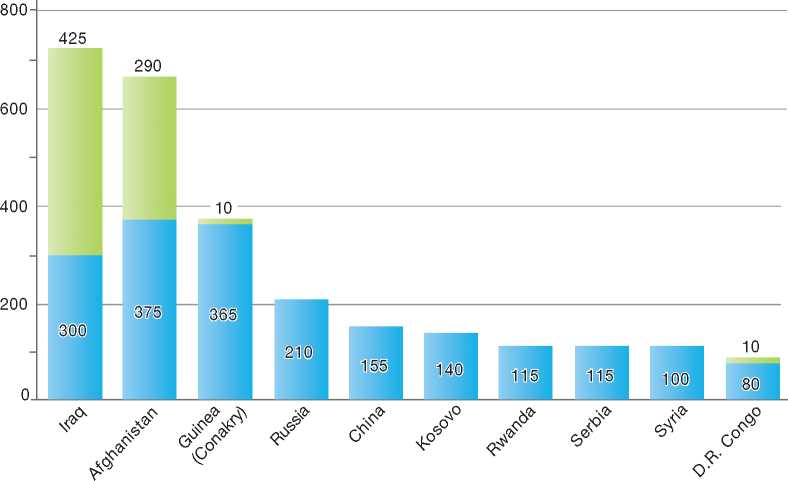 800
600
400
200
0
425
290
10
10
300
375
365
210
155
140
115
115
100
80
Iraq
Afghanistan
Guinea
(Conakry)
Russia
China
Kosovo
Rwanda
Serbia
Syria
D.R. Congo